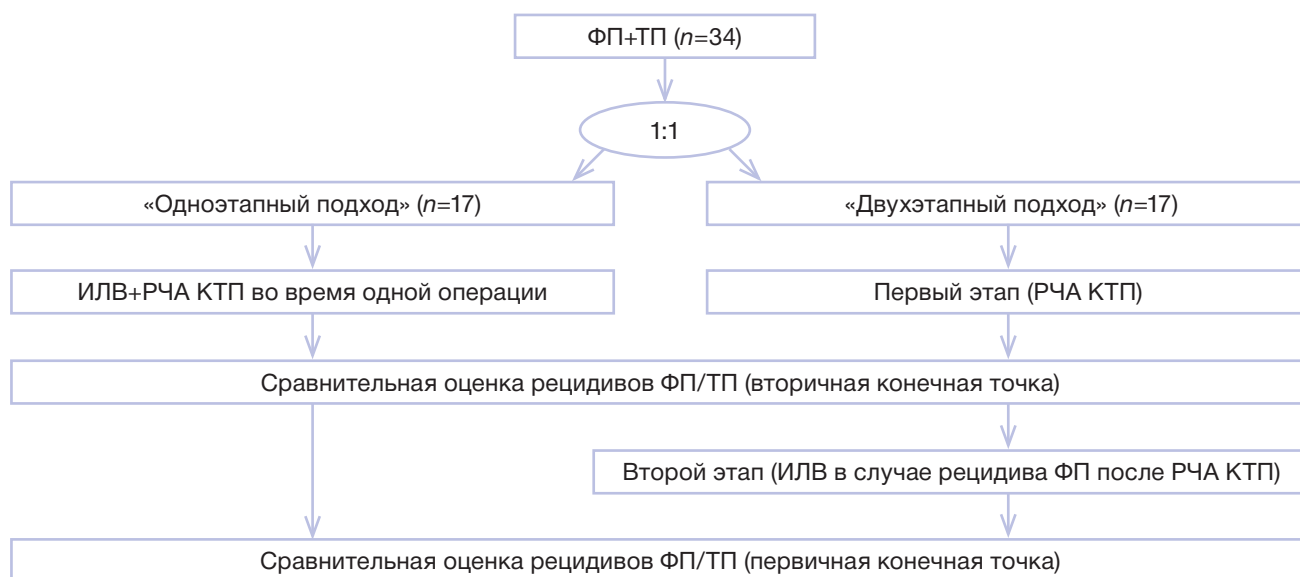 ФП+ТП (n=34)
1:1
«Одноэтапный подход» (n=17)
«Двухэтапный подход» (n=17)
ИЛВ+РЧА КТП во время одной операции
Первый этап (РЧА КТП)
Сравнительная оценка рецидивов ФП/ТП (вторичная конечная точка)
Второй этап (ИЛВ в случае рецидива ФП после РЧА КТП)
Сравнительная оценка рецидивов ФП/ТП (первичная конечная точка)